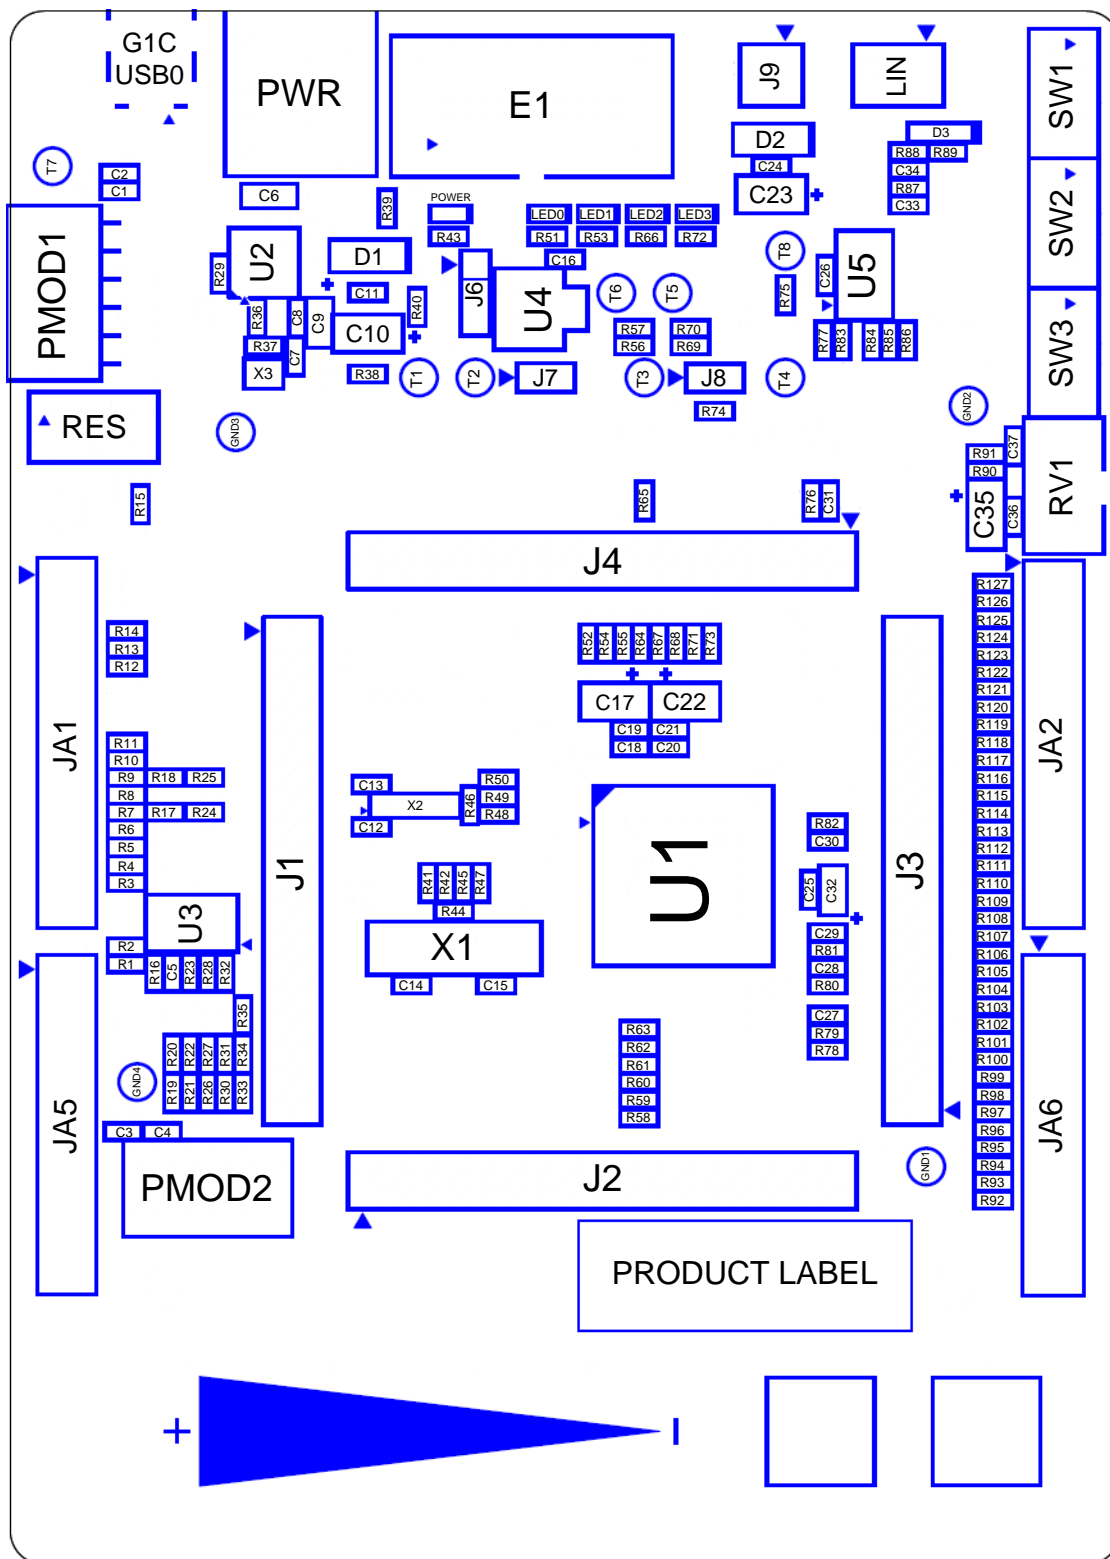 G1C
USB0
PWR
E1
J9
LIN
SW1
D2
D3
C24
R88
R89
C34
R87
C33
C23
T7
C2
C1
C6
R39
POWER
R43
LED0
LED1
LED2
LED3
R51
R53
R66
R72
SW2
PMOD1
R29
U2
D1
C11
R40
J6
C16
U4
T6
T5
T8
R75
C26
U5
R36
C8
C9
C10
R57
R56
R70
R69
R77
R83
R84
R85
R86
SW3
R37
C7
X3
R38
T1
T2
J7
T3
J8
T4
R74
RES
GND3
GND2
R91
R90
C37
RV1
C35
C36
R15
R65
R76
C31
J4
R14
R13
R12
R52
R54
R55
R64
R67
R68
R71
R73
C17
C22
C19
C21
C18
C20
JA1
R11
R10
R9
R18
R25
R8
R7
R17
R24
R6
R5
R4
R3
C13
X2
C12
R46
R50
R49
R48
J1
U1
R82
C30
C25
C32
J3
R41
R42
R45
R47
R44
X1
C14
C15
C29
R81
C28
R80
C27
R79
R78
U3
R2
R1
R16
C5
R23
R28
R32
R35
R20
R22
R27
R31
R34
R19
R21
R26
R30
R33
GND4
JA5
C3
C4
PMOD2
R63
R62
R61
R60
R59
R58
J2
GND1
R127
R126
R125
R124
R123
R122
R121
R120
R119
R118
R117
R116
R115
R114
R113
R112
R111
R110
R109
R108
R107
R106
R105
R104
R103
R102
R101
R100
R99
R98
R97
R96
R95
R94
R93
R92
JA2
JA6
PRODUCT LABEL